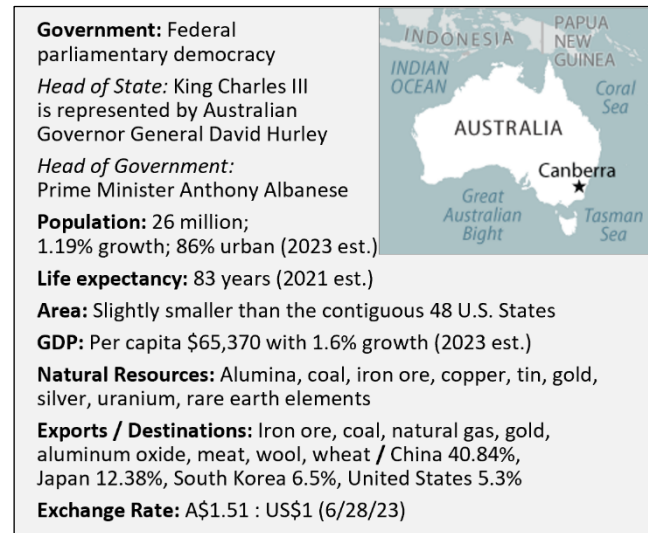 Government: Federal
parliamentary democracy
Head of State: King Charles III
is represented by Australian
Governor General David Hurley
Head of Government:
Prime Minister Anthony Albanese
Population: 26 million;
1.19% growth; 86% urban (2023 est.)
Life expectancy: 83 years (2021 est.)
Area: Slightly smaller than the contiguous 48 U.S. States
GDP: Per capita $65,370 with 1.6% growth (2023 est.)
Natural Resources: Alumina, coal, iron ore, copper, tin, gold,
silver, uranium, rare earth elements
Exports / Destinations: Iron ore, coal, natural gas, gold,
aluminum oxide, meat, wool, wheat / China 40.84%,
Japan 12.38%, South Korea 6.5%, United States 5.3%
Exchange Rate: A$1.51 : US$1 (6/28/23)
INDONESIA
PAPUA
NEW
GUINEA
INDIAN
OCEAN
Coral
Sea
AUSTRALIA
Canberra
Great
Australian
Bight
Tasman
Sea